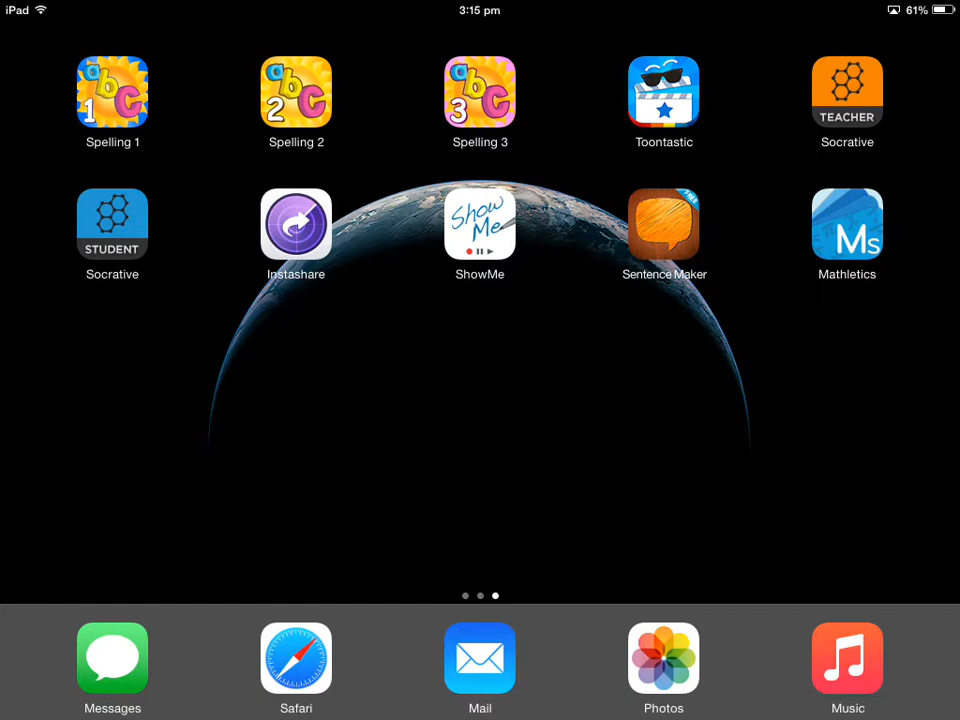 iPad 3:15 pm 61%
abc 1 abc 2 abc 3 TEACHER
Spelling 1 Spelling 2 Spelling 3 Toontastic Socrative
STUDENT Show Me FREE Ms
Socrative Instashare ShowMe Sentence Maker Mathletics
Messages Safari Mail Photos Music